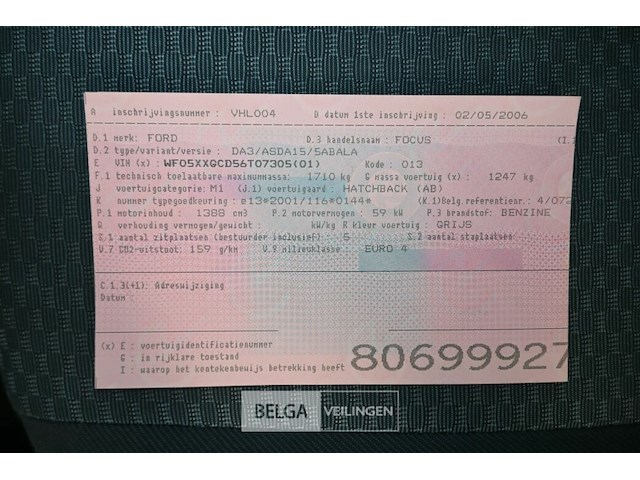 A inschrijvingsnummer : VHL004 B datum 1ste inschrijving : 02/05/2006
D.1 merk: FORD D.3 handelsnaam : FOCUS (I.
D.2 type/variant/versie : DA3/ASDA15/5ABALA
E VIN (x) : WF05XXGCD56T07305(01) Kode : 013
F.1 technisch toelaatbare maximummassa: 1710 kg G massa voertuig (x) : 1247 kg
J voertuigcategorie: M1 (J.1) voertuigaard : HATCHBACK (AB)
K nummer typegoedkeuring : e13*2001/116*0144* (K.1)Belg.referentienr.: 4/072
P.1 motorinhoud : 1388 cm3 P.2 motorvermogen : 59 kW P.3 brandstof: BENZINE
Q verhouding vermogen/gewicht : kW/kg R kleur voertuig : GRIJS
S.1 aantal zitplaatsen (bestuurder inclusief) : 5 S.2 aantal staplaatsen
V.7 CO2-uitstoot: 159 g/km V.9 milieuklasse : EURO 4
C.1.3(+1): Adreswijziging
Datum :
(x) E : voertuigidentificatienummer
G : in rijklare toestand
I : waarop het kentekenbewijs betrekking heeft
80699927
BELGA VEILINGEN